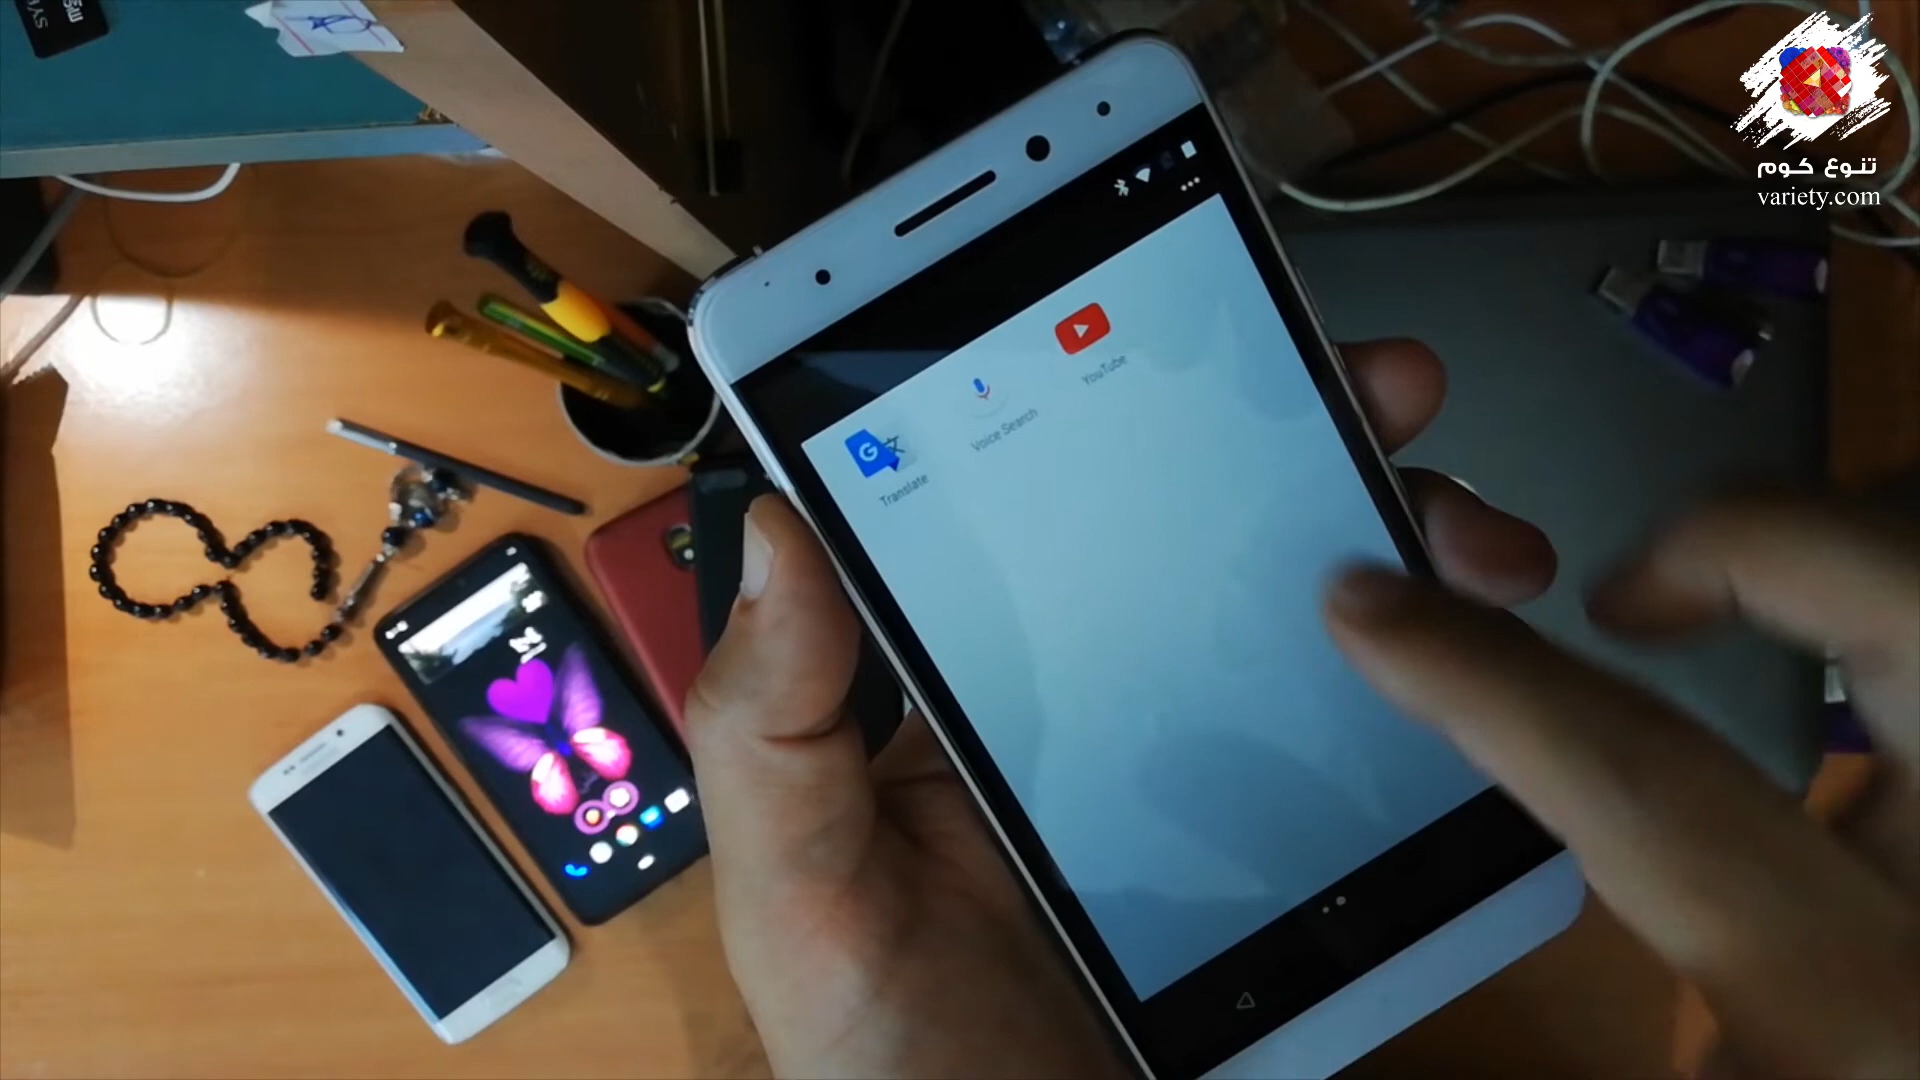 تنوع كوم
variety.com
YouTube
Voice Search
Translate
G